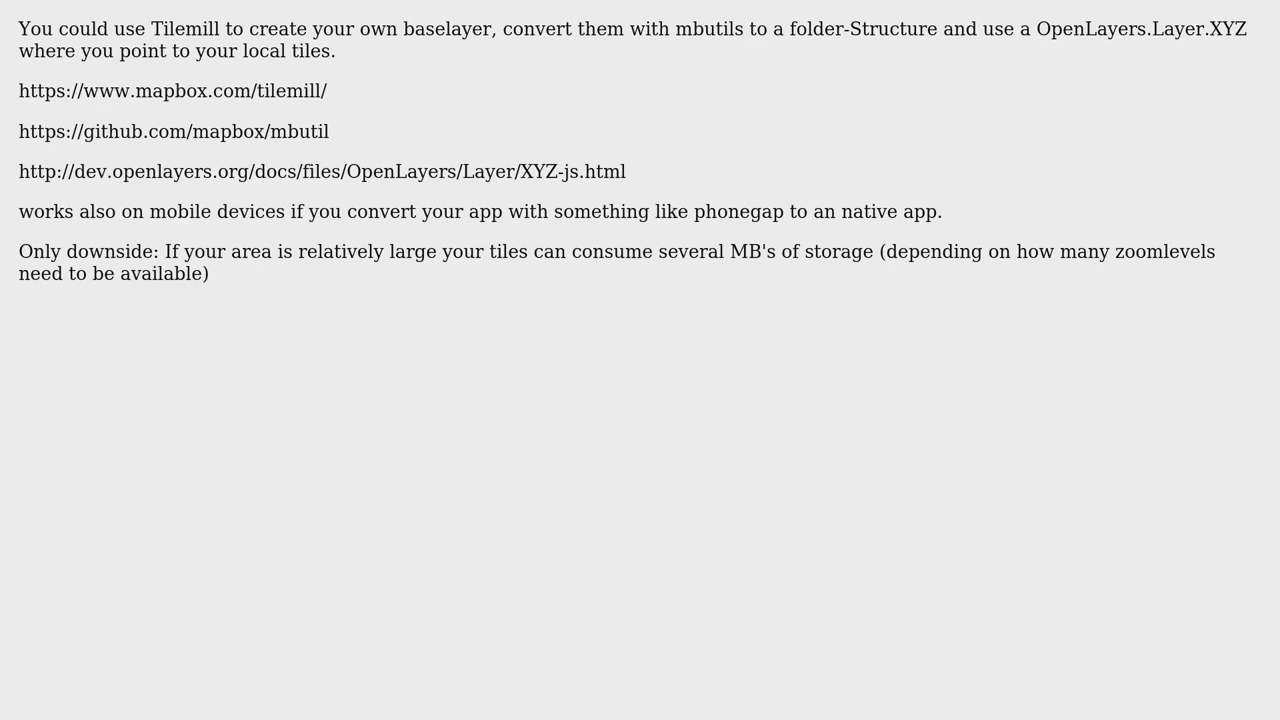 You could use Tilemill to create your own baselayer, convert them with mbutils to a folder-Structure and use a OpenLayers.Layer.XYZ
where you point to your local tiles.
https://www.mapbox.com/tilemill/
https://github.com/mapbox/mbutil
http://dev.openlayers.org/docs/files/OpenLayers/Layer/XYZ-js.html
works also on mobile devices if you convert your app with something like phonegap to an native app.
Only downside: If your area is relatively large your tiles can consume several MB's of storage (depending on how many zoomlevels
need to be available)